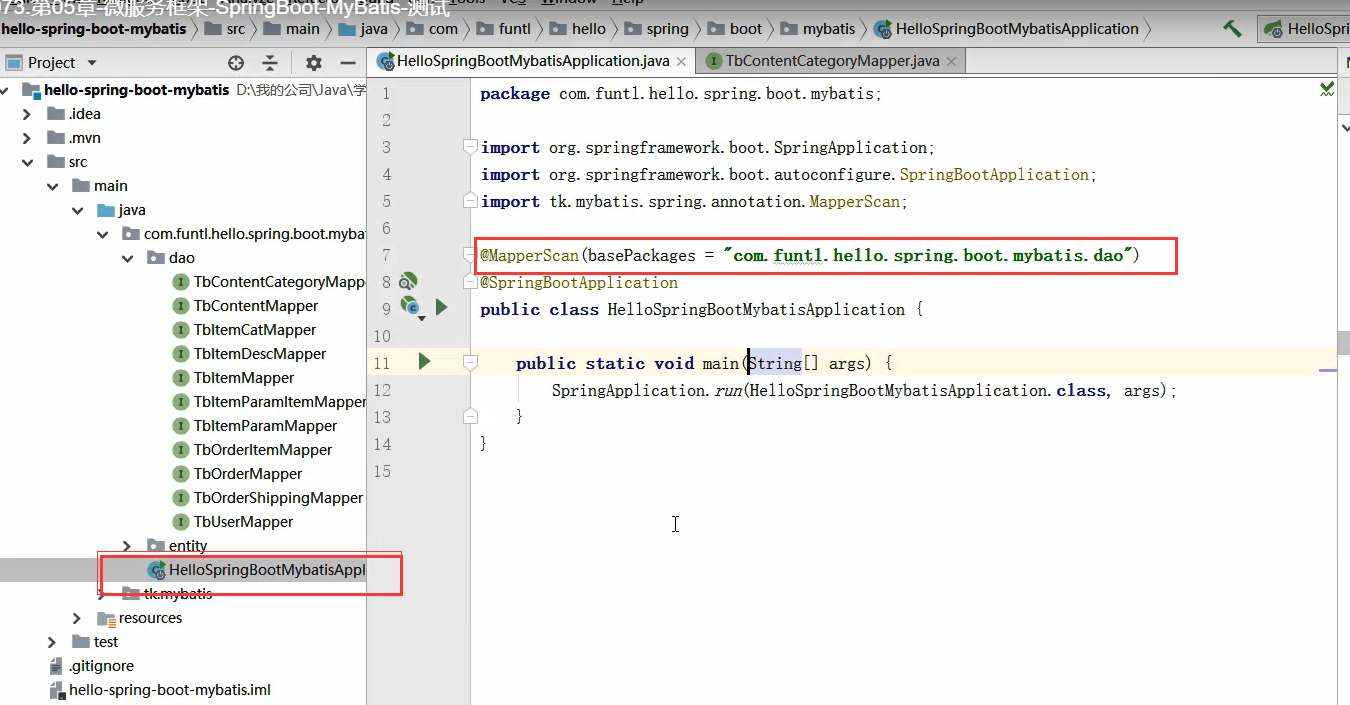 073.第05章-微服务框架-SpringBoot-MyBatis-测试
hello-spring-boot-mybatis src main java com funtl hello spring boot mybatis HelloSpringBootMybatisApplication HelloSpri
Project
HelloSpringBootMybatisApplication.java
TbContentCategoryMapper.java
hello-spring-boot-mybatis D:\我的公司\Java\学
.idea
.mvn
src
main
java
com.funtl.hello.spring.boot.mybat
dao
TbContentCategoryMapp
TbContentMapper
TbItemCatMapper
TbItemDescMapper
TbItemMapper
TbItemParamItemMapper
TbItemParamMapper
TbOrderItemMapper
TbOrderMapper
TbOrderShippingMapper
TbUserMapper
entity
HelloSpringBootMybatisAppl
tk.mybatis
resources
test
.gitignore
hello-spring-boot-mybatis.iml
1 package com.funtl.hello.spring.boot.mybatis;
2
3 import org.springframework.boot.SpringApplication;
4 import org.springframework.boot.autoconfigure.SpringBootApplication;
5 import tk.mybatis.spring.annotation.MapperScan;
6
7 @MapperScan(basePackages = "com.funtl.hello.spring.boot.mybatis.dao")
8 @SpringBootApplication
9 public class HelloSpringBootMybatisApplication {
10
11 public static void main(String[] args) {
12 SpringApplication.run(HelloSpringBootMybatisApplication.class, args);
13 }
14 }
15